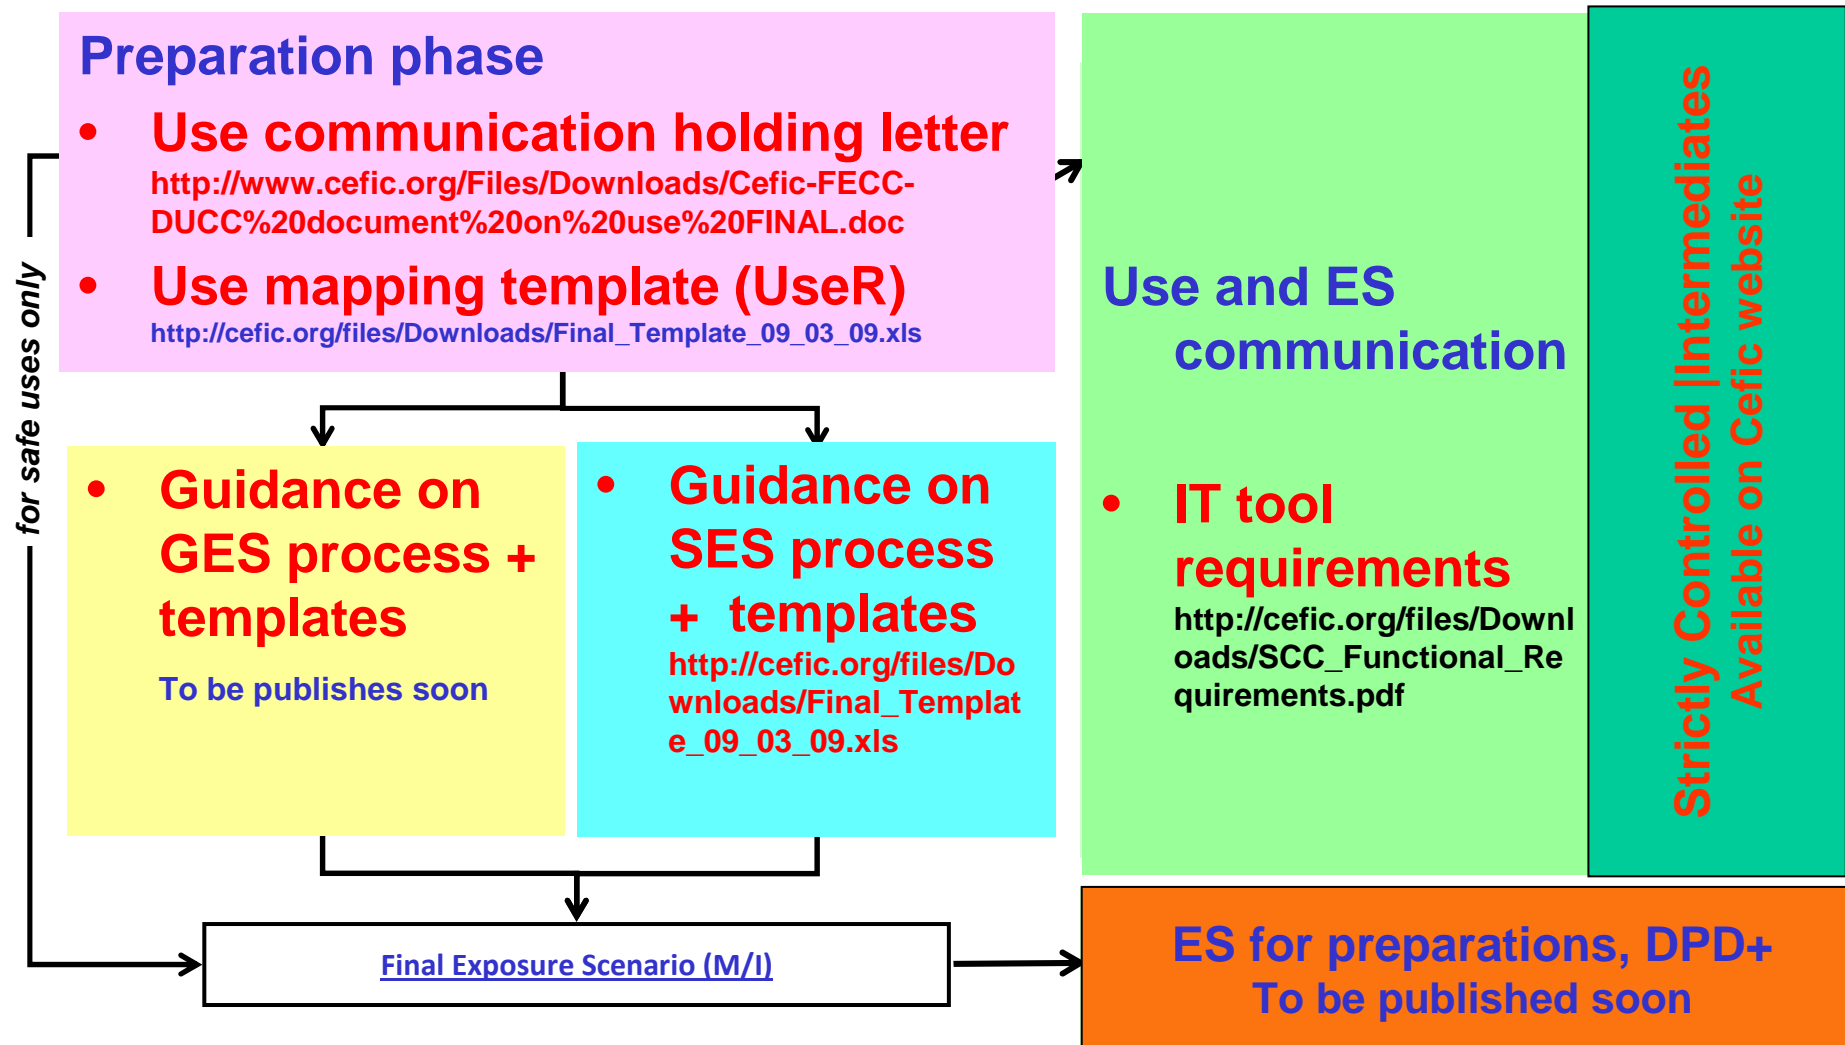 Preparation phase
• Use communication holding letter
http://www.cefic.org/Files/Downloads/Cefic-FECC-
DUCC%20document%20on%20use%20FINAL.doc
• Use mapping template (UseR)
http://cefic.org/files/Downloads/Final_Template_09_03_09.xls
for safe uses only
• Guidance on
GES process +
templates
To be publishes soon
• Guidance on
SES process
+ templates
http://cefic.org/files/Do
wnloads/Final_Templat
e_09_03_09.xls
Use and ES
communication
• IT tool
requirements
http://cefic.org/files/Downl
oads/SCC_Functional_Re
quirements.pdf
Strictly Controlled |Intermediates
Available on Cefic website
Final Exposure Scenario (M/I)
ES for preparations, DPD+
To be published soon